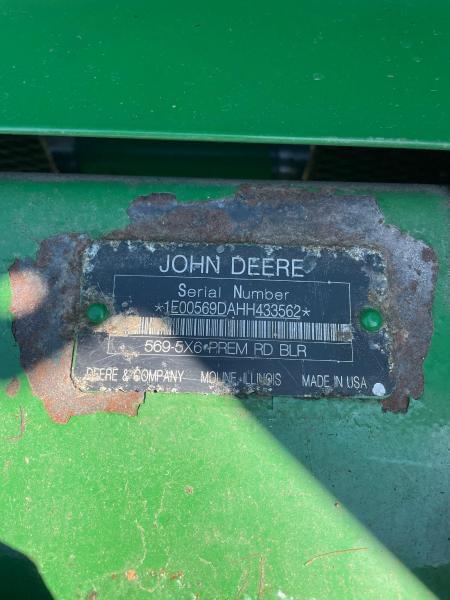 JOHN DEERE
Serial Number
*1E00569DAHH433562*
569-5X6 PREM RD BLR
DEERE & COMPANY MOLINE-ILLINOIS MADE IN USA